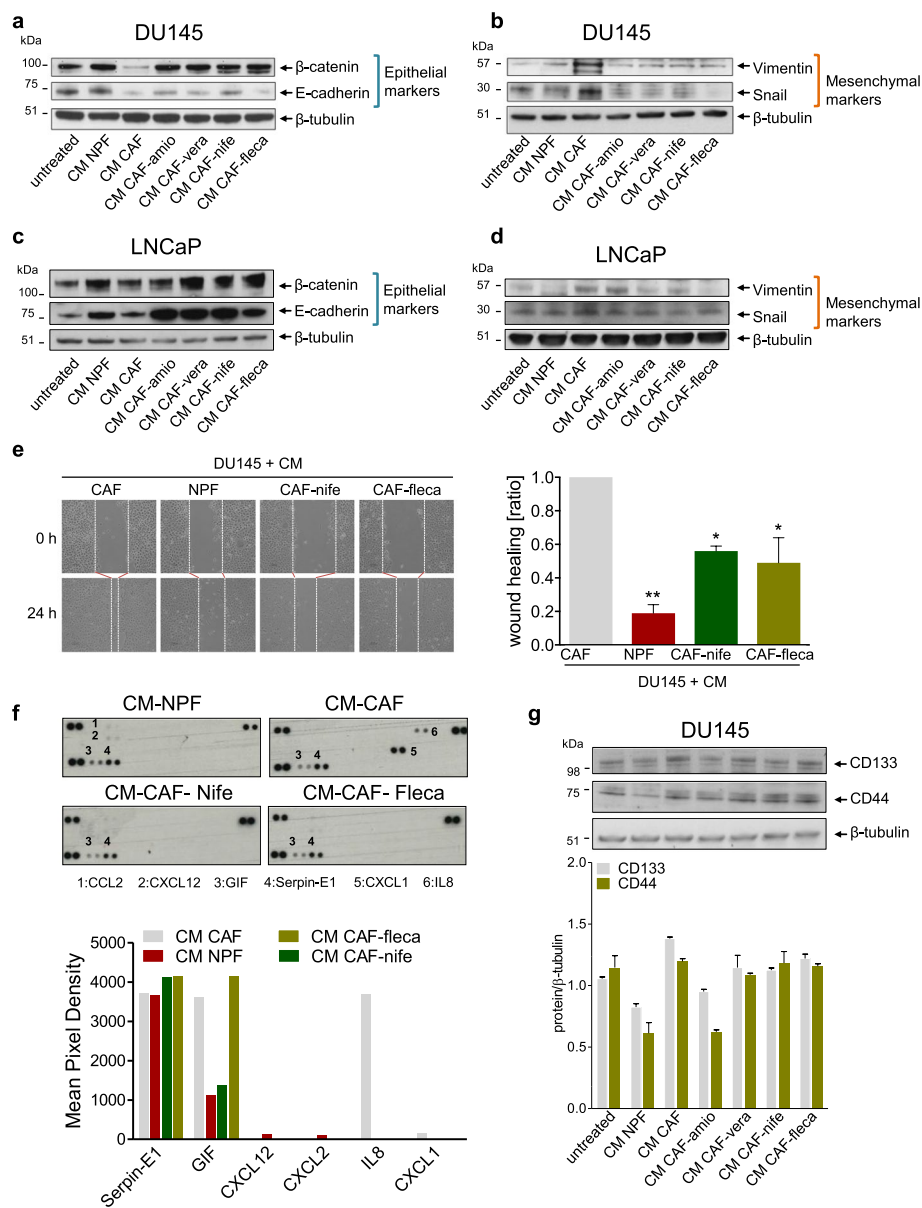 a
DU145
kDa
100
75
51
β-catenin
E-cadherin
β-tubulin
Epithelial
markers
untreated
CM NPF
CM CAF
CM CAF-amio
CM CAF-vera
CM CAF-nife
CM CAF-fleca
b
DU145
kDa
57
30
51
Vimentin
Snail
β-tubulin
Mesenchymal
markers
untreated
CM NPF
CM CAF
CM CAF-amio
CM CAF-vera
CM CAF-nife
CM CAF-fleca
c
LNCaP
kDa
100
75
51
β-catenin
E-cadherin
β-tubulin
Epithelial
markers
untreated
CM NPF
CM CAF
CM CAF-amio
CM CAF-vera
CM CAF-nife
CM CAF-fleca
d
LNCaP
kDa
57
30
51
Vimentin
Snail
β-tubulin
Mesenchymal
markers
untreated
CM NPF
CM CAF
CM CAF-amio
CM CAF-vera
CM CAF-nife
CM CAF-fleca
e
DU145 + CM
CAF NPF CAF-nife CAF-fleca
0 h
24 h
wound healing [ratio]
1.0
0.8
0.6
0.4
0.2
0.0
**
*
*
CAF NPF CAF-nife CAF-fleca
DU145 + CM
f
CM-NPF
1
2
3 4
CM-CAF
6
5
3 4
CM-CAF- Nife
3 4
CM-CAF- Fleca
3 4
1:CCL2 2:CXCL12 3:GIF 4:Serpin-E1 5:CXCL1 6:IL8
CM CAF
CM NPF
CM CAF-fleca
CM CAF-nife
Mean Pixel Density
5000
4000
3000
2000
1000
0
Serpin-E1
GIF
CXCL12
CXCL2
IL8
CXCL1
g
DU145
kDa
98
75
51
CD133
CD44
β-tubulin
CD133
CD44
protein/β-tubulin
2.0
1.5
1.0
0.5
0.0
untreated
CM NPF
CM CAF
CM CAF-amio
CM CAF-vera
CM CAF-nife
CM CAF-fleca